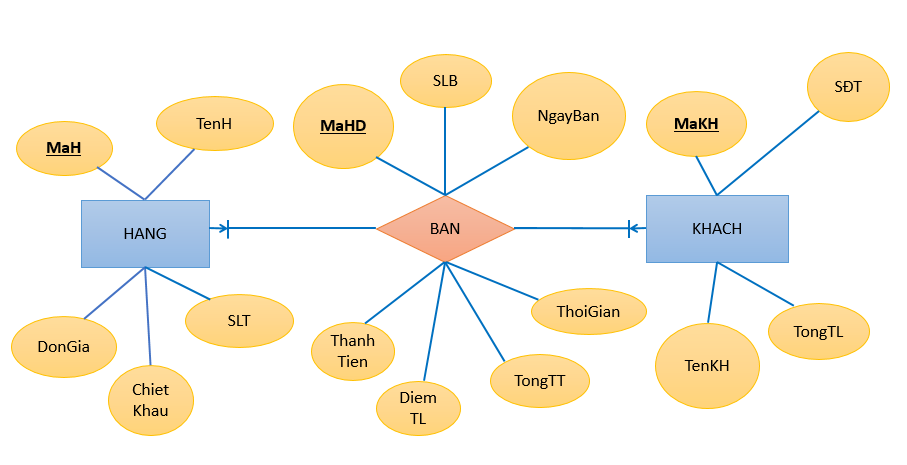 SLB
SĐT
MaHD
NgayBan
TenH
MaKH
MaH
HANG
BAN
KHACH
ThoiGian
SLT
TongTL
DonGia
Thanh
Tien
TenKH
TongTT
Chiet
Khau
Diem
TL